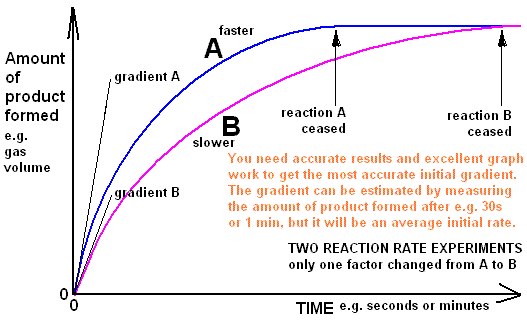 Amount
of
product
formed
e.g.
gas
volume
A faster
gradient A
B
slower
gradient B
reaction A
ceased
reaction B
ceased
You need accurate results and excellent graph
work to get the most accurate initial gradient.
The gradient can be estimated by measuring
the amount of product formed after e.g. 30s
or 1 min, but it will be an average initial rate.
TWO REACTION RATE EXPERIMENTS
only one factor changed from A to B
0
0
TIME e.g. seconds or minutes